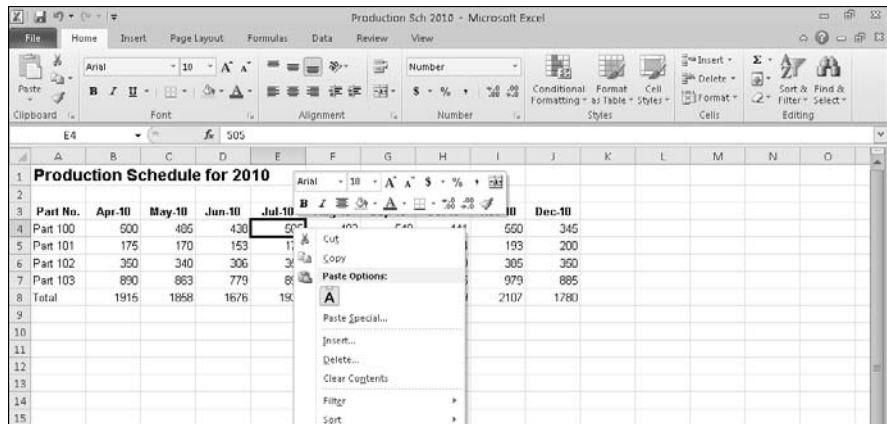 Production Sch 2010 - Microsoft Excel
File Home Insert Page Layout Formulas Data Review View
Paste
Clipboard
Arial 10 A A
B I U A
Font
Alignment
Number
$ % ,
Number
Conditional Formatting
Format as Table
Cell Styles
Styles
Insert
Delete
Format
Cells
Σ
Sort & Filter
Find & Select
Editing
E4 fx 505
A B C D E F G H I J K L M N O
1 Production Schedule for 2010
Arial 10 A A $ % ,
B I A
2
3 Part No. Apr-10 May-10 Jun-10 Jul-10 Dec-10
4 Part 100 500 485 438 550 345
5 Part 101 175 170 153 193 200
6 Part 102 350 340 306 385 350
7 Part 103 890 863 779 979 885
8 Total 1915 1858 1676 2107 1780
9
10
11
12
13
14
15
Cut
Copy
Paste Options:
A
Paste Special...
Insert...
Delete...
Clear Contents
Filter
Sort